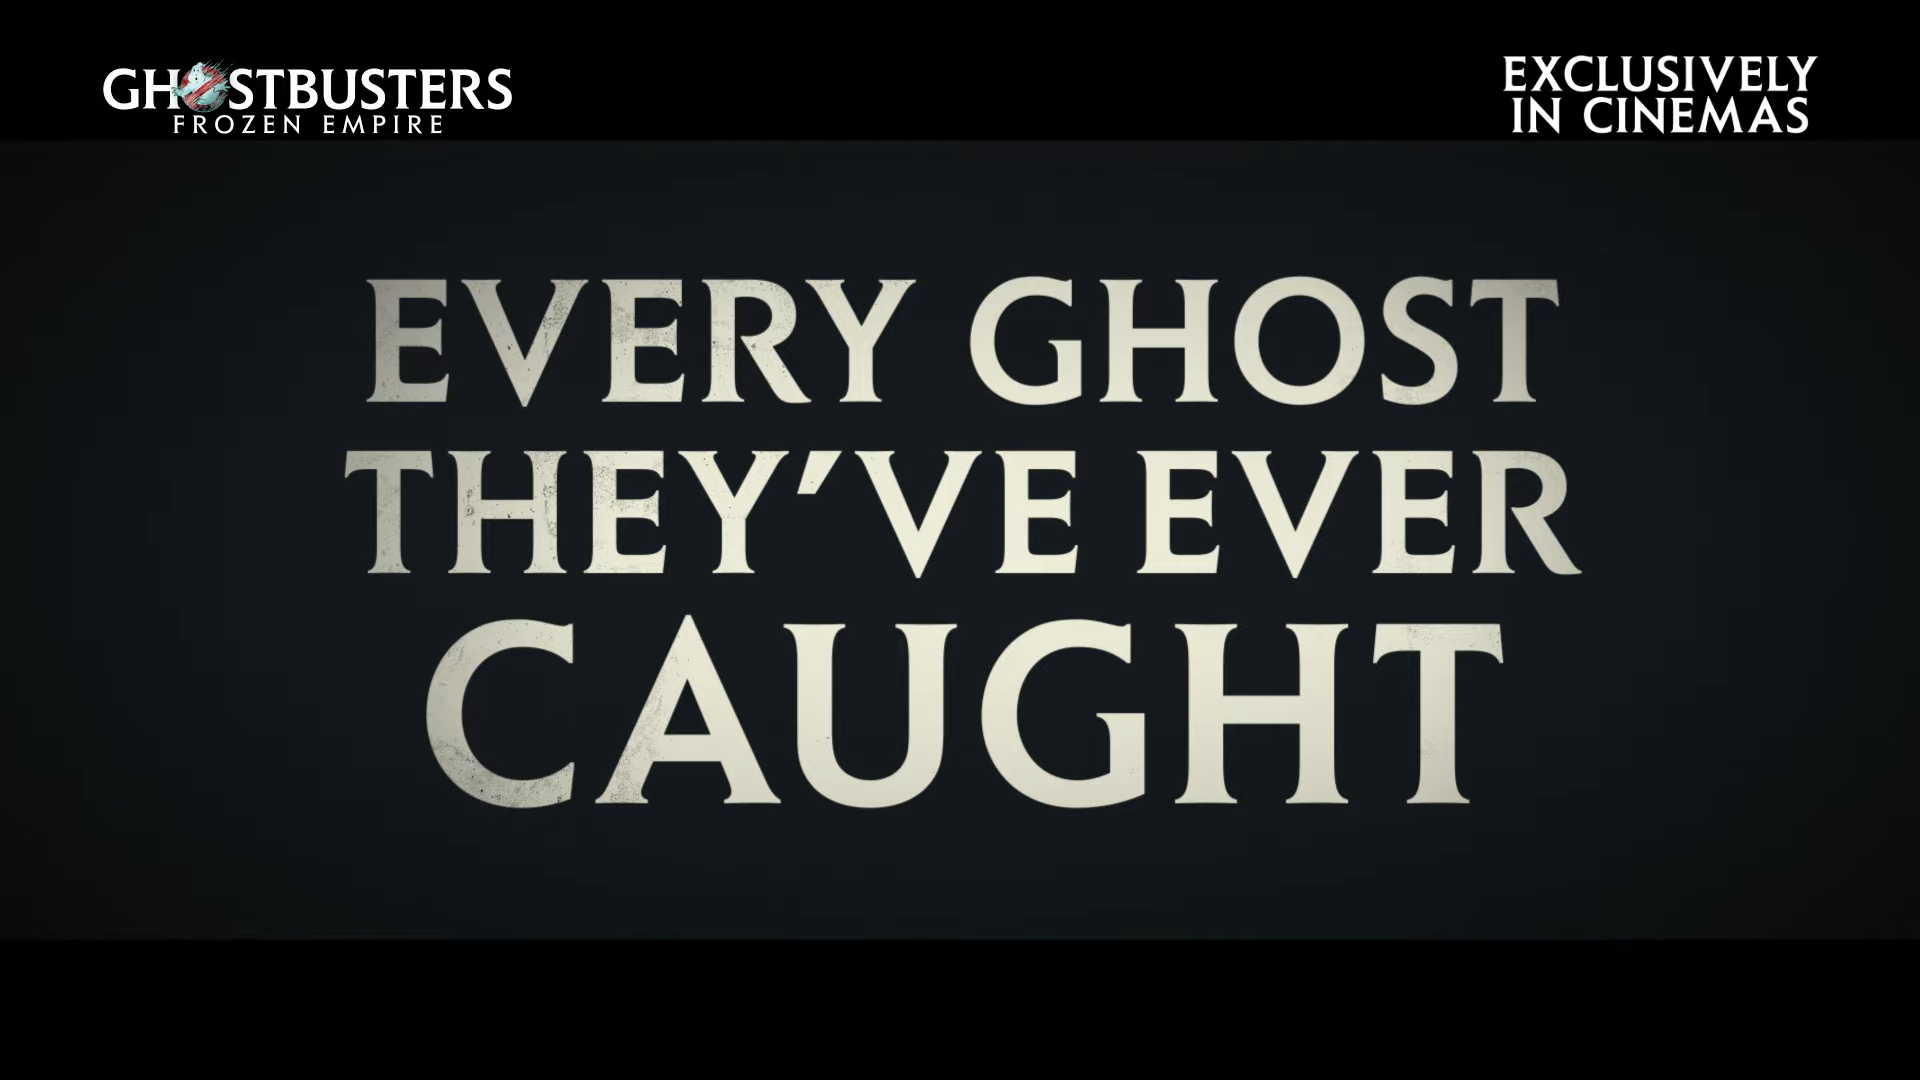 GHOSTBUSTERS
FROZEN EMPIRE
EXCLUSIVELY
IN CINEMAS
EVERY GHOST
THEY'VE EVER
CAUGHT